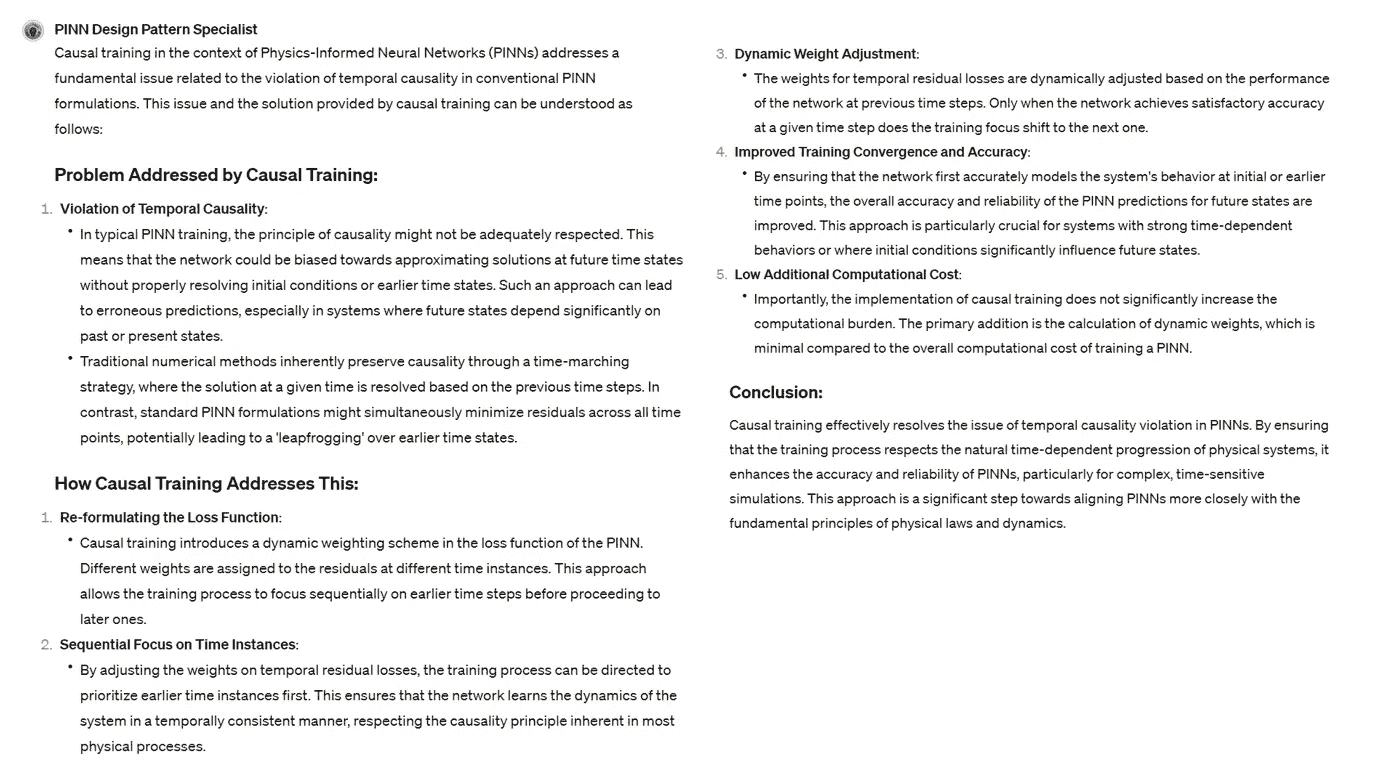 PINN Design Pattern Specialist
Causal training in the context of Physics-Informed Neural Networks (PINNs) addresses a
fundamental issue related to the violation of temporal causality in conventional PINN
formulations. This issue and the solution provided by causal training can be understood as
follows:
Problem Addressed by Causal Training:
1. Violation of Temporal Causality:
• In typical PINN training, the principle of causality might not be adequately respected. This
means that the network could be biased towards approximating solutions at future time states
without properly resolving initial conditions or earlier time states. Such an approach can lead
to erroneous predictions, especially in systems where future states depend significantly on
past or present states.
• Traditional numerical methods inherently preserve causality through a time-marching
strategy, where the solution at a given time is resolved based on the previous time steps. In
contrast, standard PINN formulations might simultaneously minimize residuals across all time
points, potentially leading to a 'leapfrogging' over earlier time states.
How Causal Training Addresses This:
1. Re-formulating the Loss Function:
• Causal training introduces a dynamic weighting scheme in the loss function of the PINN.
Different weights are assigned to the residuals at different time instances. This approach
allows the training process to focus sequentially on earlier time steps before proceeding to
later ones.
2. Sequential Focus on Time Instances:
• By adjusting the weights on temporal residual losses, the training process can be directed to
prioritize earlier time instances first. This ensures that the network learns the dynamics of the
system in a temporally consistent manner, respecting the causality principle inherent in most
physical processes.
3. Dynamic Weight Adjustment:
• The weights for temporal residual losses are dynamically adjusted based on the performance
of the network at previous time steps. Only when the network achieves satisfactory accuracy
at a given time step does the training focus shift to the next one.
4. Improved Training Convergence and Accuracy:
• By ensuring that the network first accurately models the system's behavior at initial or earlier
time points, the overall accuracy and reliability of the PINN predictions for future states are
improved. This approach is particularly crucial for systems with strong time-dependent
behaviors or where initial conditions significantly influence future states.
5. Low Additional Computational Cost:
• Importantly, the implementation of causal training does not significantly increase the
computational burden. The primary addition is the calculation of dynamic weights, which is
minimal compared to the overall computational cost of training a PINN.
Conclusion:
Causal training effectively resolves the issue of temporal causality violation in PINNs. By ensuring
that the training process respects the natural time-dependent progression of physical systems, it
enhances the accuracy and reliability of PINNs, particularly for complex, time-sensitive
simulations. This approach is a significant step towards aligning PINNs more closely with the
fundamental principles of physical laws and dynamics.